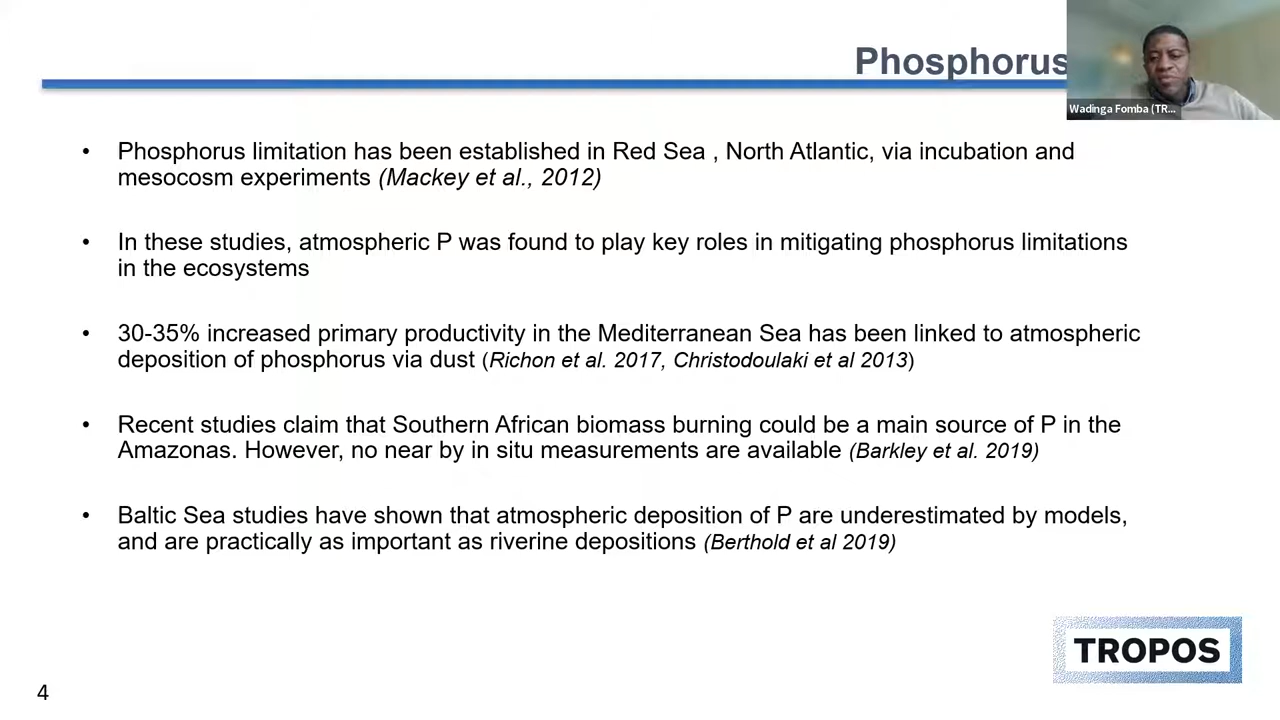 Phosphorus
Wadinga Fomba (TR...
• Phosphorus limitation has been established in Red Sea , North Atlantic, via incubation and
mesocosm experiments (Mackey et al., 2012)
• In these studies, atmospheric P was found to play key roles in mitigating phosphorus limitations
in the ecosystems
• 30-35% increased primary productivity in the Mediterranean Sea has been linked to atmospheric
deposition of phosphorus via dust (Richon et al. 2017, Christodoulaki et al 2013)
• Recent studies claim that Southern African biomass burning could be a main source of P in the
Amazonas. However, no near by in situ measurements are available (Barkley et al. 2019)
• Baltic Sea studies have shown that atmospheric deposition of P are underestimated by models,
and are practically as important as riverine depositions (Berthold et al 2019)
TROPOS
4